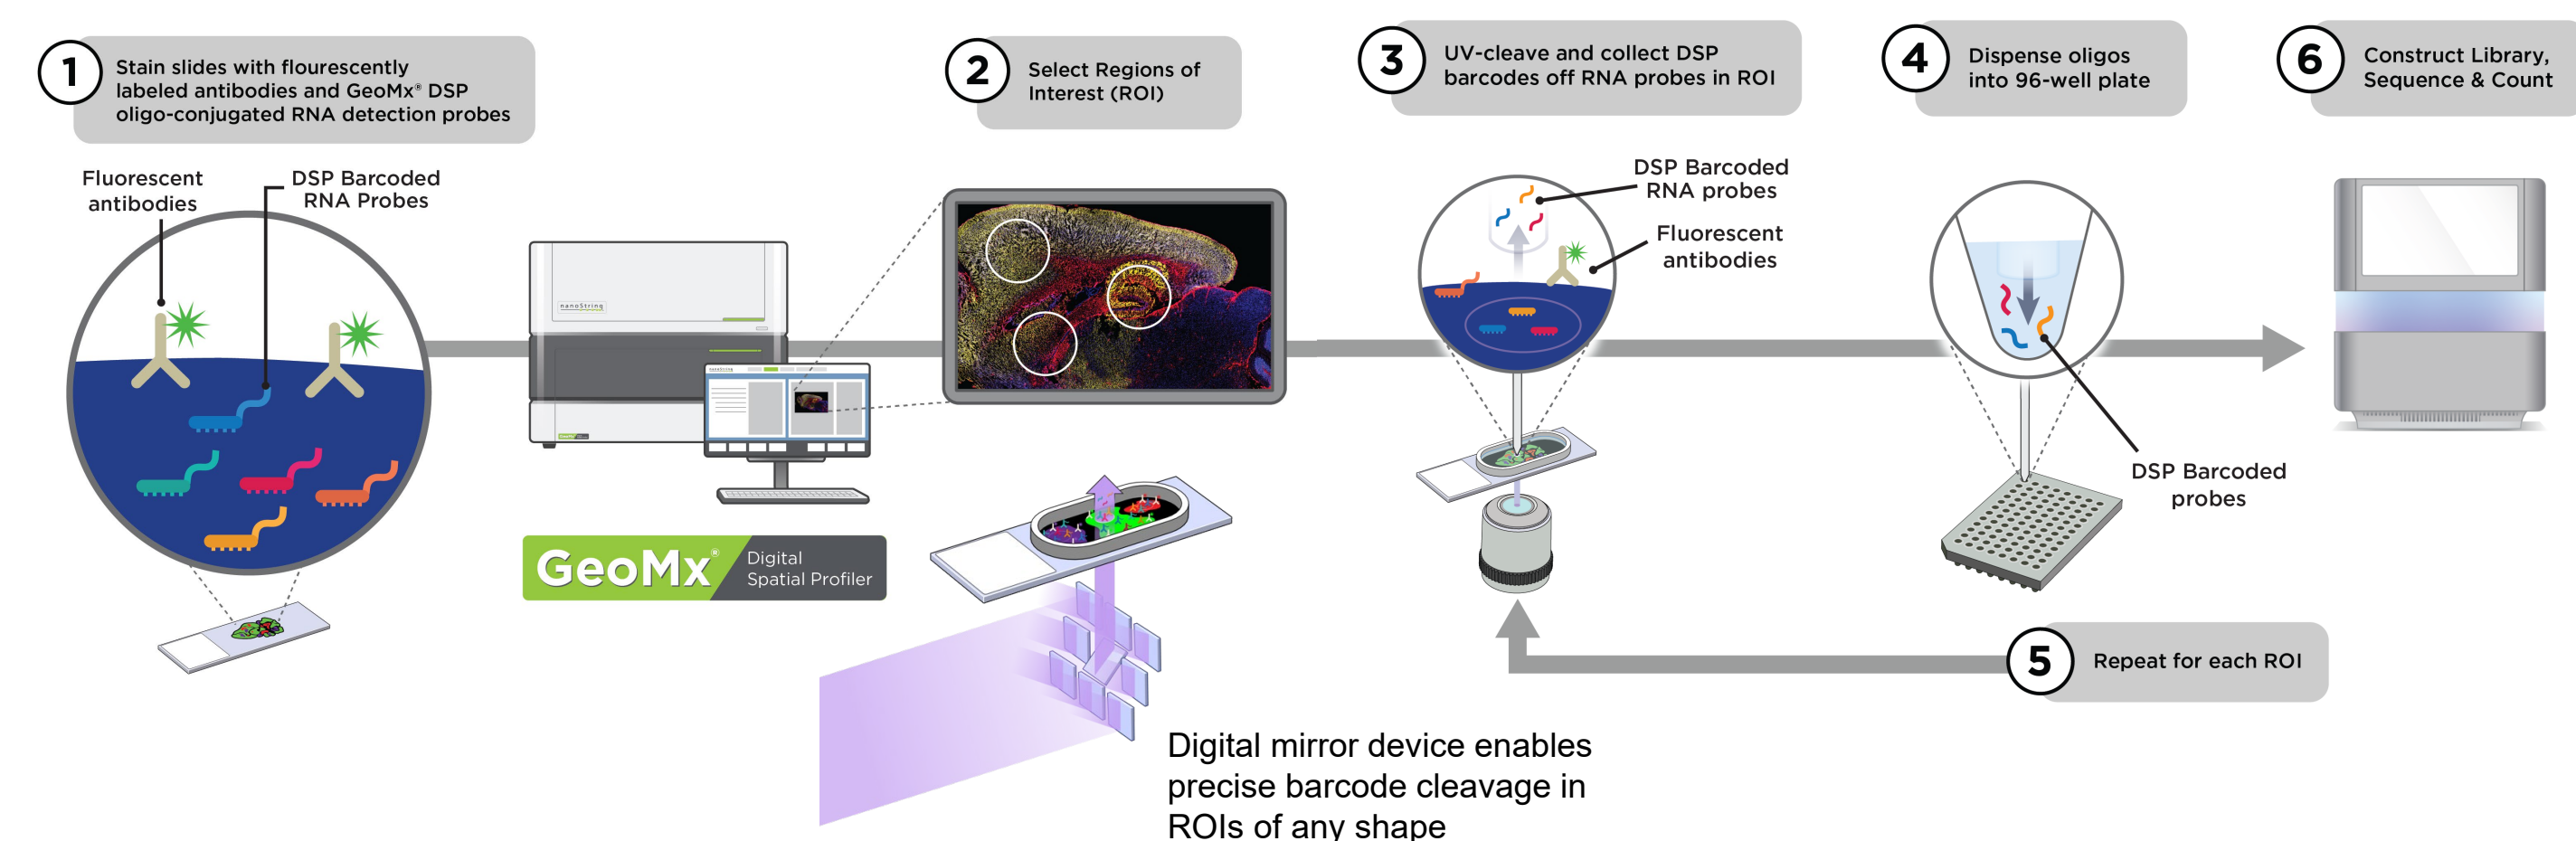 1
Stain slides with flourescently
labeled antibodies and GeoMx® DSP
oligo-conjugated RNA detection probes
Fluorescent
antibodies
DSP Barcoded
RNA Probes
nanoString
2
Select Regions of
Interest (ROI)
GeoMx®
Digital
Spatial Profiler
Digital mirror device enables
precise barcode cleavage in
ROIs of any shape
3
UV-cleave and collect DSP
barcodes off RNA probes in ROI
DSP Barcoded
RNA probes
Fluorescent
antibodies
4
Dispense oligos
into 96-well plate
DSP Barcoded
probes
5
Repeat for each ROI
6
Construct Library,
Sequence & Count